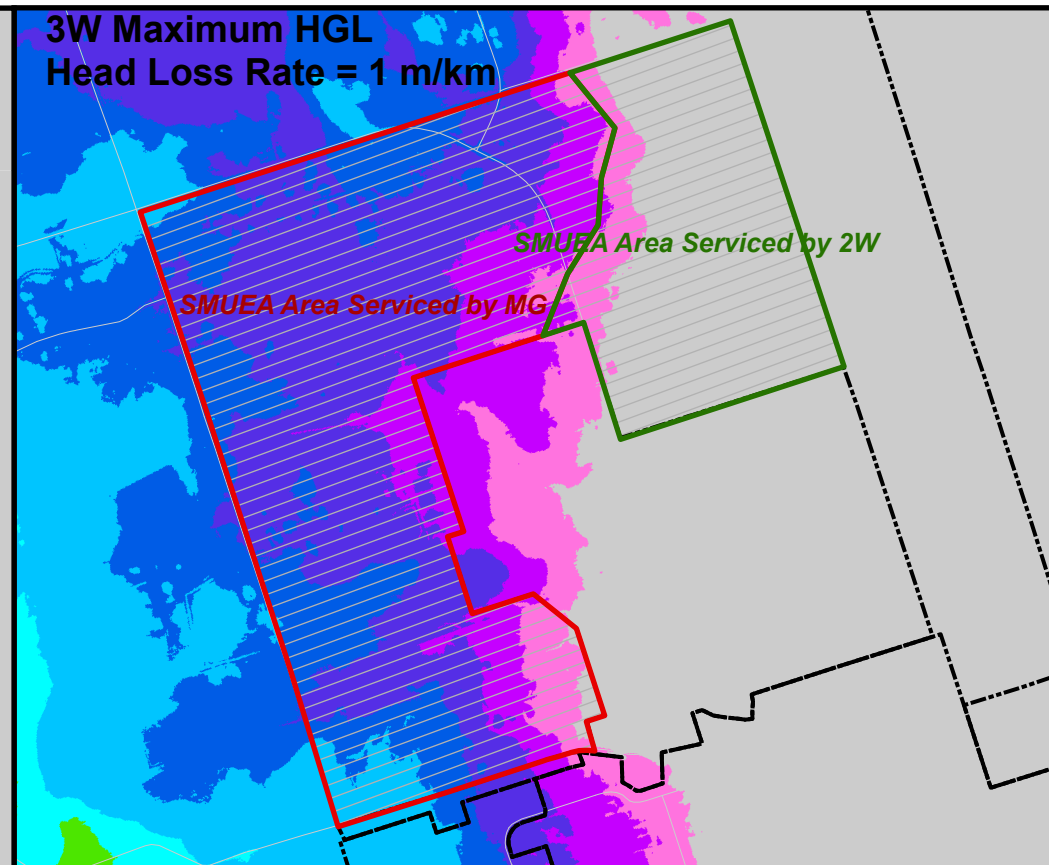 3W Maximum HGL
Head Loss Rate = 1 m/km
SMUEA Area Serviced by 2W
SMUEA Area Serviced by MG